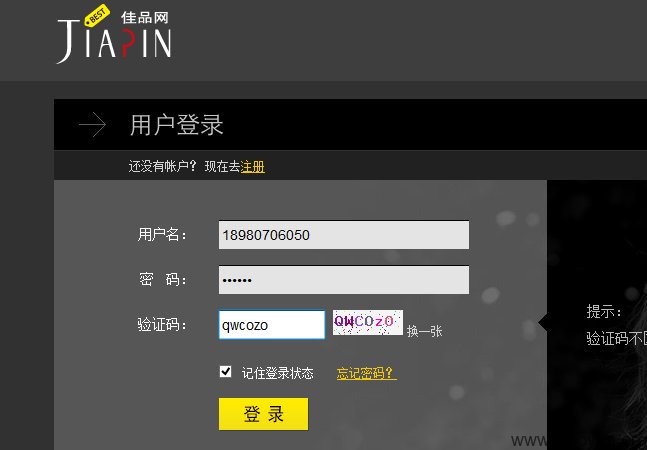 BEST
佳品网
JIAPIN
用户登录
还没有帐户？现在去注册
用户名： 18980706050
密 码： ••••••
验证码： qwcozo QWCOzO 换一张
记住登录状态 忘记密码？
登 录
提示：
验证码不
www